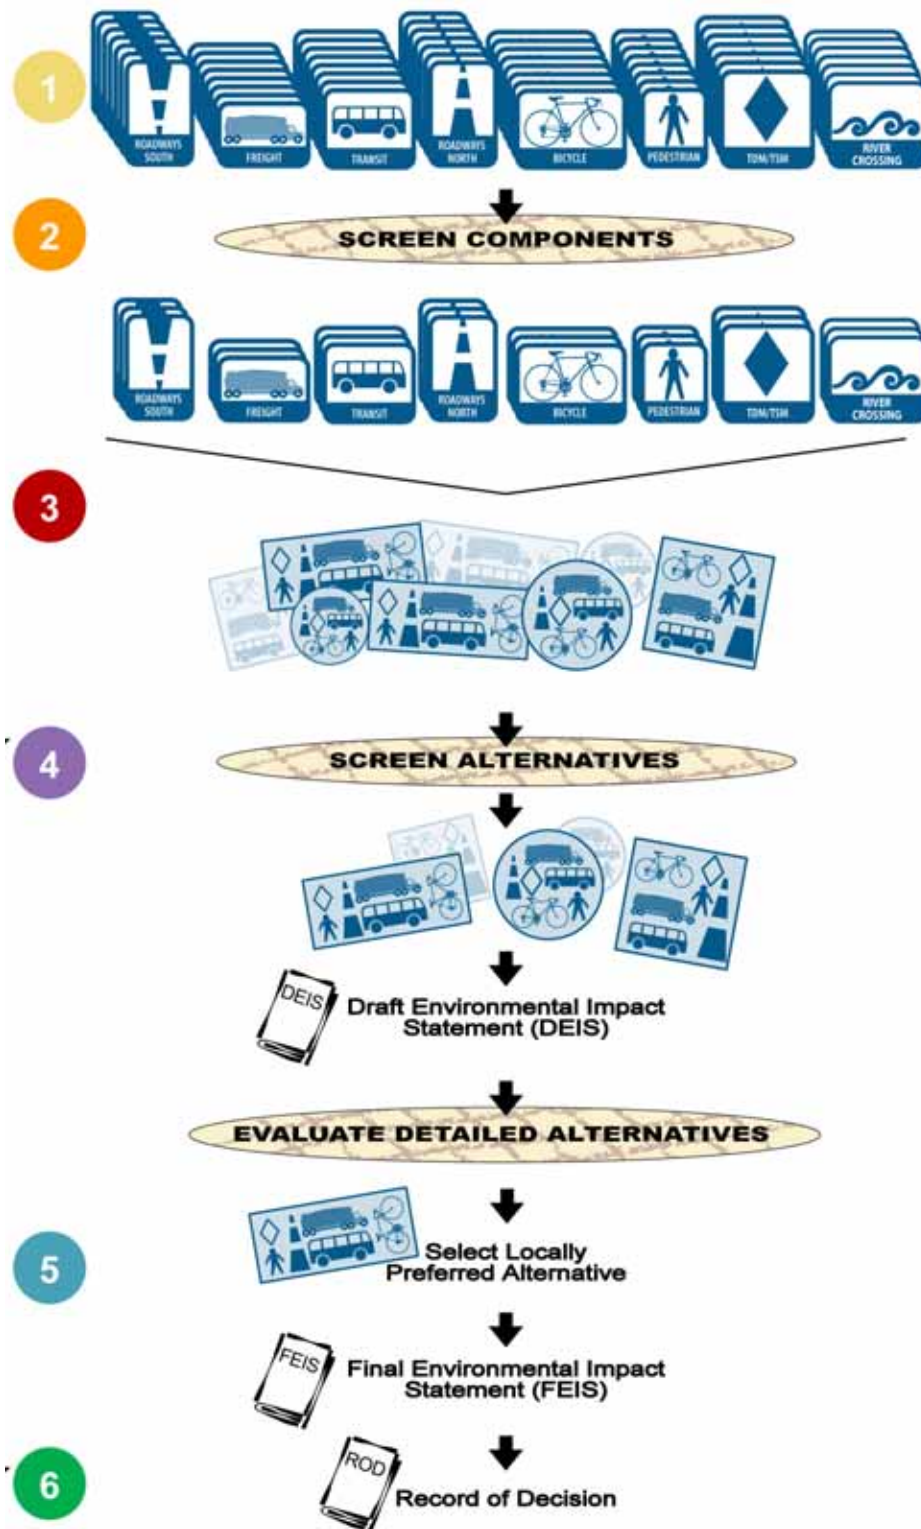 1
ROADWAYS
SOUTH
FREIGHT
TRANSIT
ROADWAYS
NORTH
BICYCLE
PEDESTRIAN
TDM/TSM
RIVER
CROSSING
2
SCREEN COMPONENTS
ROADWAYS
SOUTH
FREIGHT
TRANSIT
ROADWAYS
NORTH
BICYCLE
PEDESTRIAN
TDM/TSM
RIVER
CROSSING
3
4
SCREEN ALTERNATIVES
DEIS
Draft Environmental Impact
Statement (DEIS)
EVALUATE DETAILED ALTERNATIVES
5
Select Locally
Preferred Alternative
FEIS
Final Environmental Impact
Statement (FEIS)
6
ROD
Record of Decision